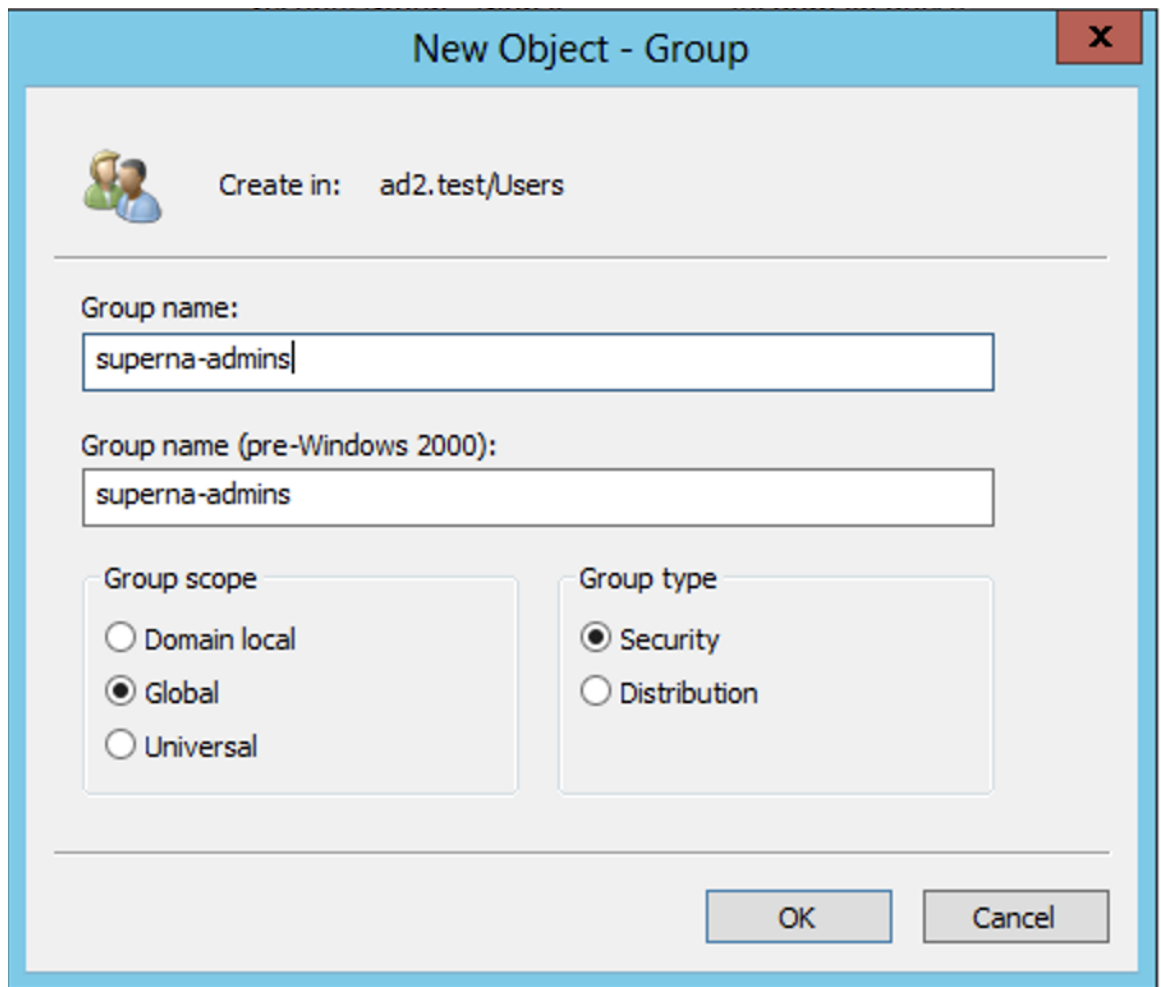 New Object - Group
x
Create in: ad2.test/Users
Group name:
superna-admins
Group name (pre-Windows 2000):
superna-admins
Group scope
Group type
Domain local
Security
Global
Distribution
Universal
OK
Cancel